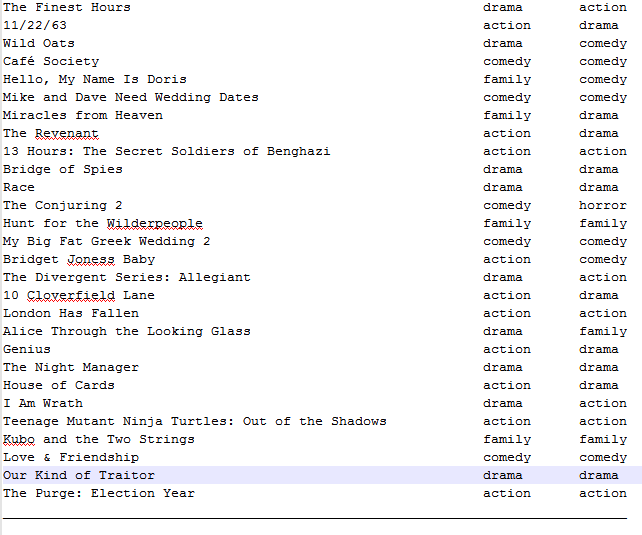 The Finest Hours drama action
11/22/63 action drama
Wild Oats drama comedy
Café Society comedy comedy
Hello, My Name Is Doris family comedy
Mike and Dave Need Wedding Dates comedy comedy
Miracles from Heaven family drama
The Revenant action drama
13 Hours: The Secret Soldiers of Benghazi action action
Bridge of Spies drama drama
Race drama drama
The Conjuring 2 comedy horror
Hunt for the Wilderpeople family family
My Big Fat Greek Wedding 2 comedy comedy
Bridget Joness Baby action comedy
The Divergent Series: Allegiant drama action
10 Cloverfield Lane action drama
London Has Fallen action action
Alice Through the Looking Glass drama family
Genius action drama
The Night Manager drama drama
House of Cards action drama
I Am Wrath drama action
Teenage Mutant Ninja Turtles: Out of the Shadows action action
Kubo and the Two Strings family family
Love & Friendship comedy comedy
Our Kind of Traitor drama drama
The Purge: Election Year action action